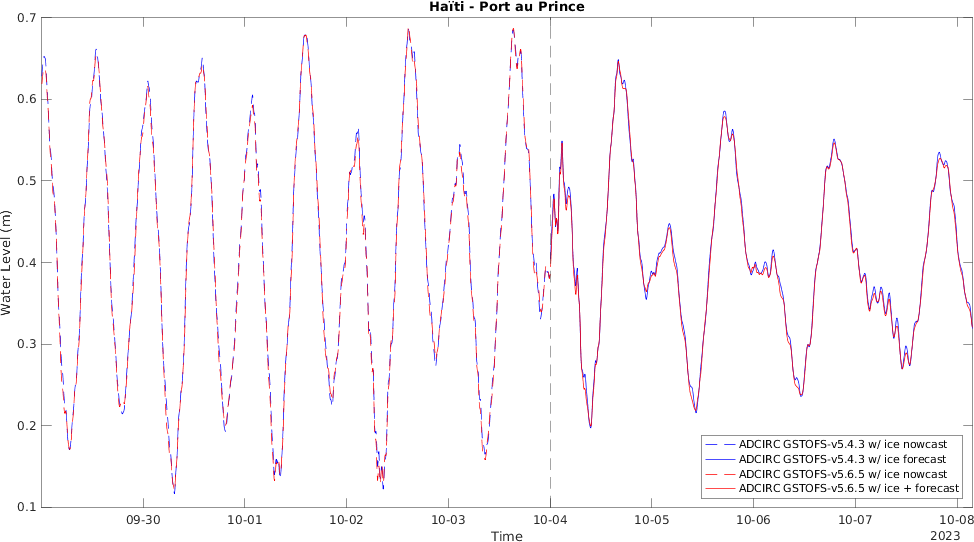 Haïti - Port au Prince
Water Level (m)
0.7
0.6
0.5
0.4
0.3
0.2
0.1
ADCIRC GSTOFS-v5.4.3 w/ ice nowcast
ADCIRC GSTOFS-v5.4.3 w/ ice forecast
ADCIRC GSTOFS-v5.6.5 w/ ice nowcast
ADCIRC GSTOFS-v5.6.5 w/ ice + forecast
09-30 10-01 10-02 10-03 10-04 10-05 10-06 10-07 10-08
Time
2023